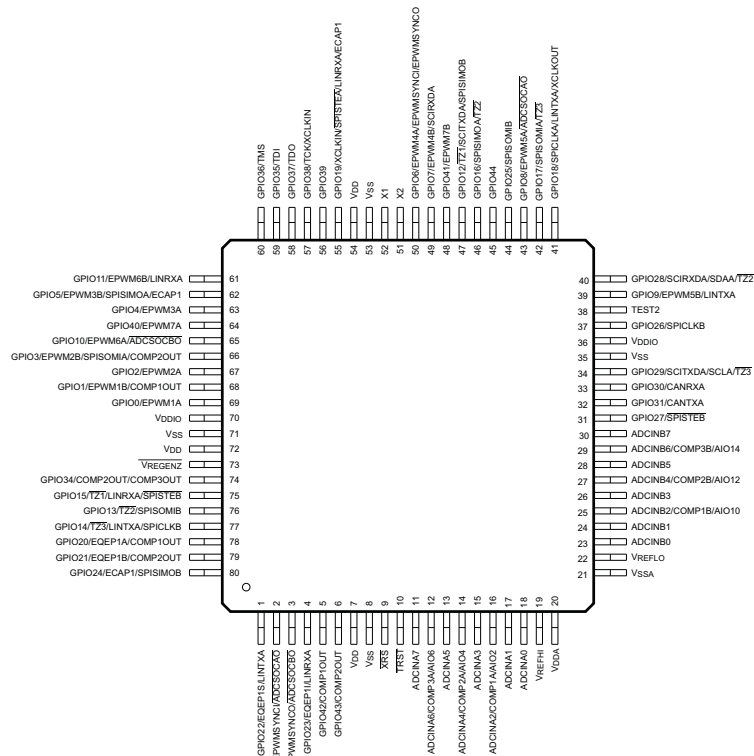 GPIO36/TMS
GPIO35/TDI
GPIO37/TDO
GPIO38/TCK/XCLKIN
GPIO39
GPIO19/XCLKIN/SPISTEA/LINRXA/ECAP1
VDD
VSS
X1
X2
GPIO6/EPWM4A/EPWMSYNCI/EPWMSYNCO
GPIO7/EPWM4B/SCIRXDA
GPIO41/EPWM7B
GPIO12/TZ1/SCITXDA/SPISIMOB
GPIO16/SPISIMOA/TZ2
GPIO44
GPIO25/SPISOMIB
GPIO8/EPWM5A/ADCSOCAO
GPIO17/SPISOMIA/TZ3
GPIO18/SPICLKA/LINTXA/XCLKOUT
60
59
58
57
56
55
54
53
52
51
50
49
48
47
46
45
44
43
42
41
GPIO11/EPWM6B/LINRXA 61
GPIO5/EPWM3B/SPISIMOA/ECAP1 62
GPIO4/EPWM3A 63
GPIO40/EPWM7A 64
GPIO10/EPWM6A/ADCSOCBO 65
GPIO3/EPWM2B/SPISOMIA/COMP2OUT 66
GPIO2/EPWM2A 67
GPIO1/EPWM1B/COMP1OUT 68
GPIO0/EPWM1A 69
VDDIO 70
VSS 71
VDD 72
VREGENZ 73
GPIO34/COMP2OUT/COMP3OUT 74
GPIO15/TZ1/LINRXA/SPISTEB 75
GPIO13/TZ2/SPISOMIB 76
GPIO14/TZ3/LINTXA/SPICLKB 77
GPIO20/EQEP1A/COMP1OUT 78
GPIO21/EQEP1B/COMP2OUT 79
GPIO24/ECAP1/SPISIMOB 80
40 GPIO28/SCIRXDA/SDAA/TZ2
39 GPIO9/EPWM5B/LINTXA
38 TEST2
37 GPIO26/SPICLKB
36 VDDIO
35 VSS
34 GPIO29/SCITXDA/SCLA/TZ3
33 GPIO30/CANRXA
32 GPIO31/CANTXA
31 GPIO27/SPISTEB
30 ADCINB7
29 ADCINB6/COMP3B/AIO14
28 ADCINB5
27 ADCINB4/COMP2B/AIO12
26 ADCINB3
25 ADCINB2/COMP1B/AIO10
24 ADCINB1
23 ADCINB0
22 VREFLO
21 VSSA
1
2
3
4
5
6
7
8
9
10
11
12
13
14
15
16
17
18
19
20
GPIO22/EQEP1S/LINTXA
PWMSYNCI/ADCSOCAO
PWMSYNCO/ADCSOCBO
GPIO23/EQEP1I/LINRXA
GPIO42/COMP1OUT
GPIO43/COMP2OUT
VDD
VSS
XRS
TRST
ADCINA7
ADCINA6/COMP3A/AIO6
ADCINA5
ADCINA4/COMP2A/AIO4
ADCINA3
ADCINA2/COMP1A/AIO2
ADCINA1
ADCINA0
VREFHI
VDDA